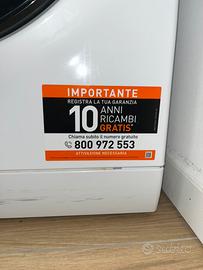 IMPORTANTE
REGISTRA LA TUA GARANZIA
10 ANNI
RICAMBI
GRATIS*
Chiama subito il numero gratuito
800 972 553
ATTIVAZIONE NECESSARIA
subito